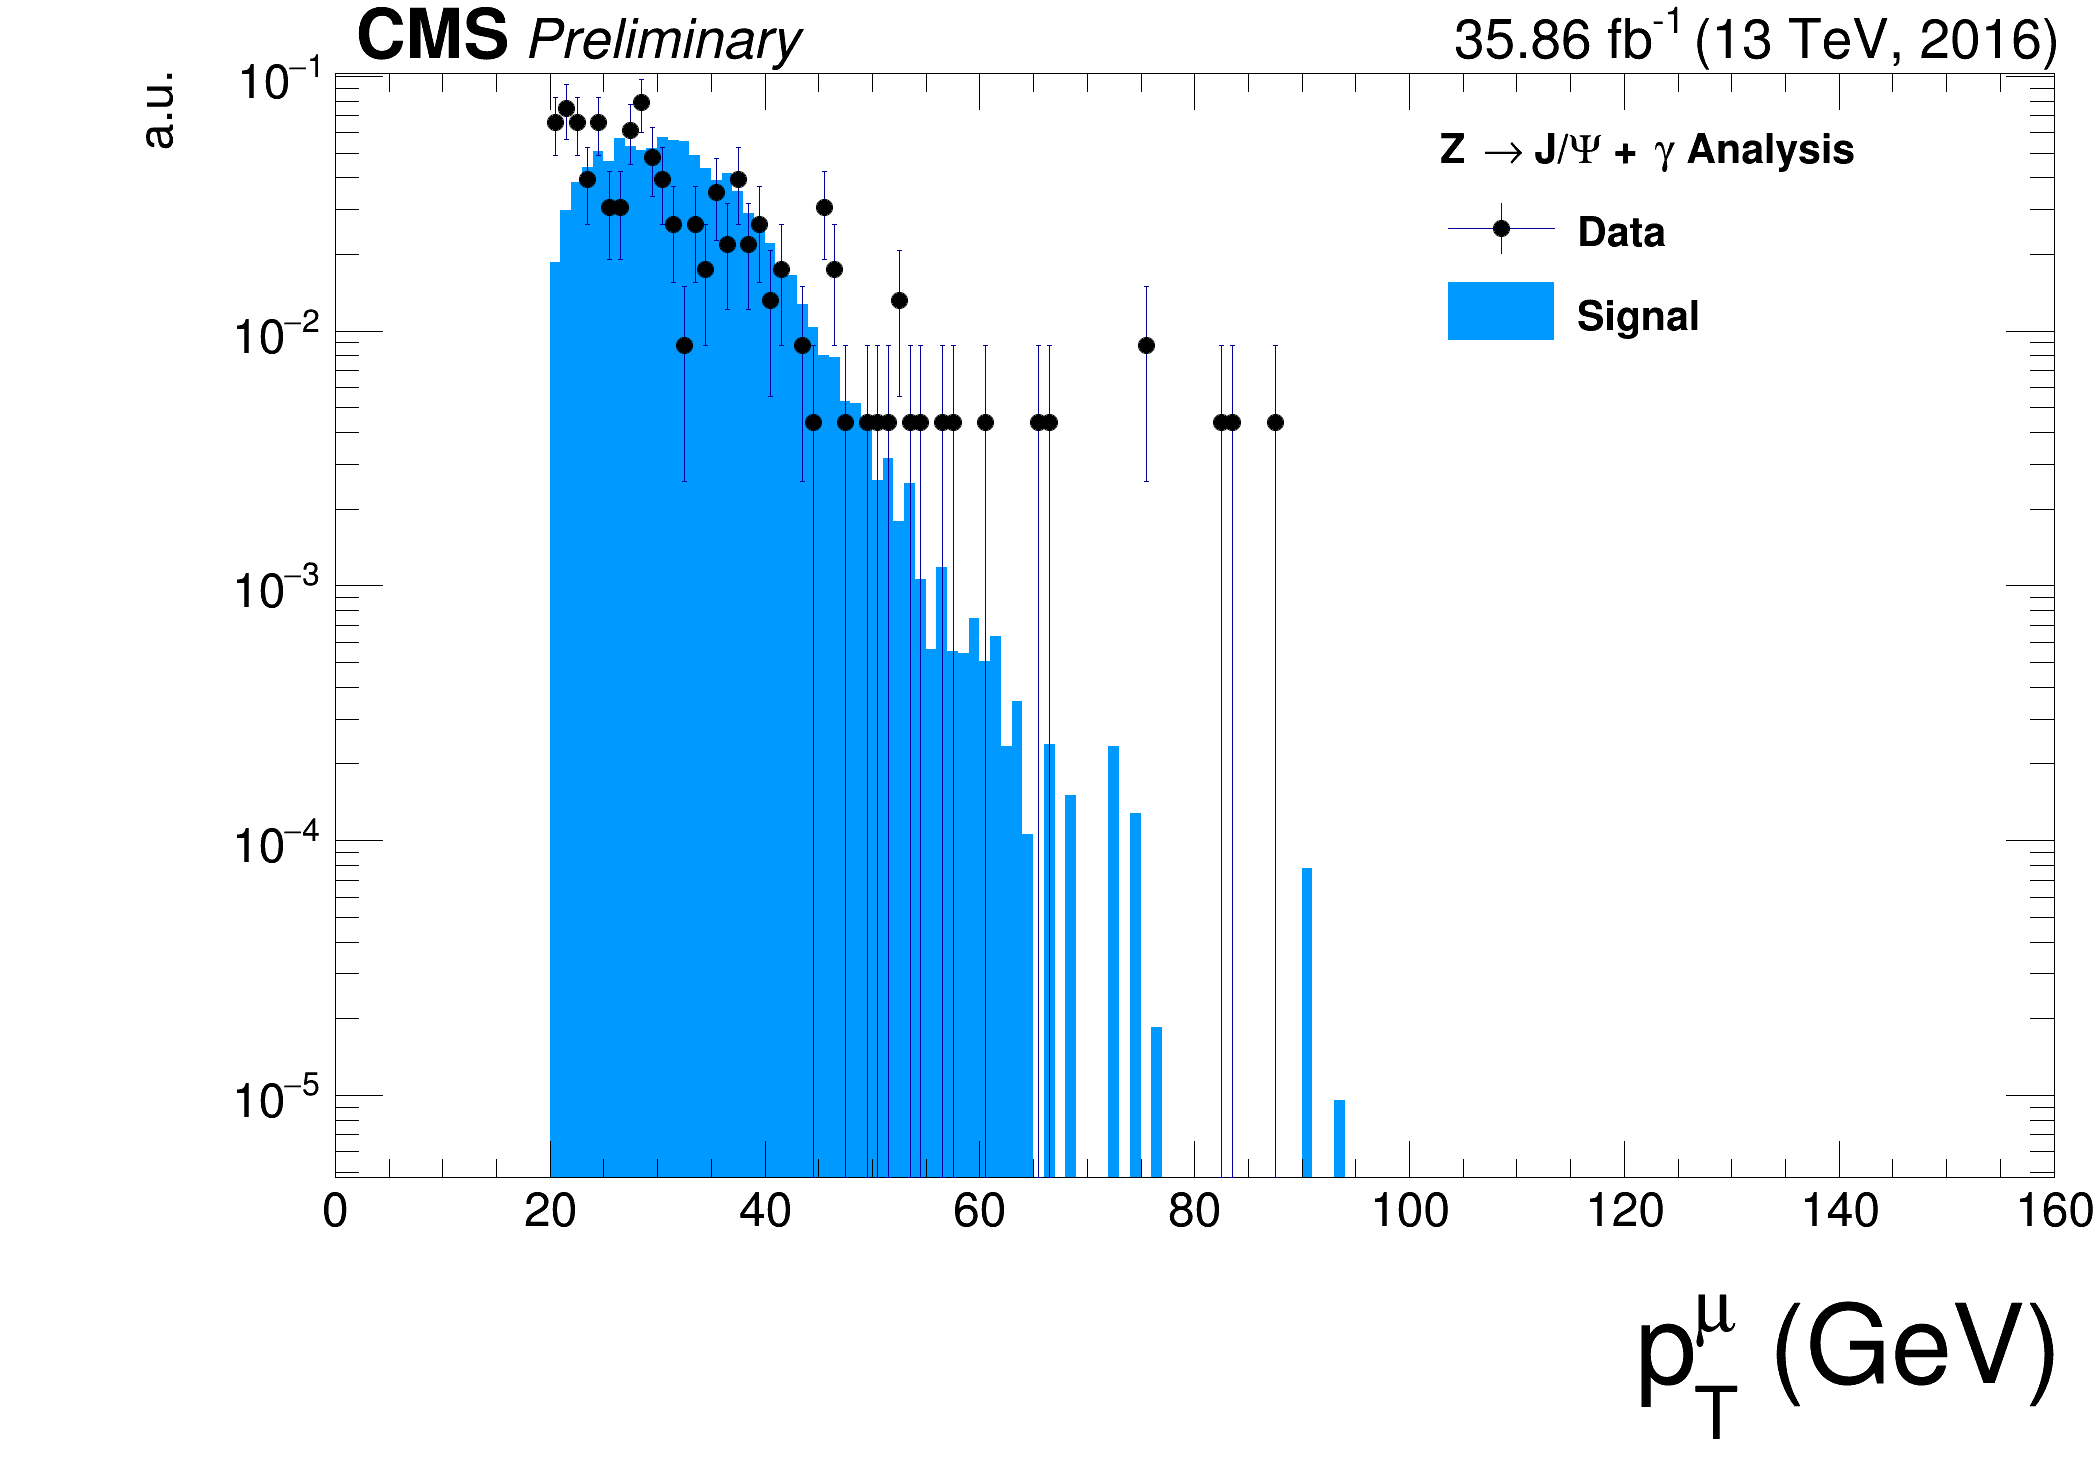 CMS Preliminary
35.86 fb⁻¹ (13 TeV, 2016)
a.u.
10⁻¹
10⁻²
10⁻³
10⁻⁴
10⁻⁵
Z → J/Ψ + γ Analysis
Data
Signal
0 20 40 60 80 100 120 140 160
p_T^μ (GeV)